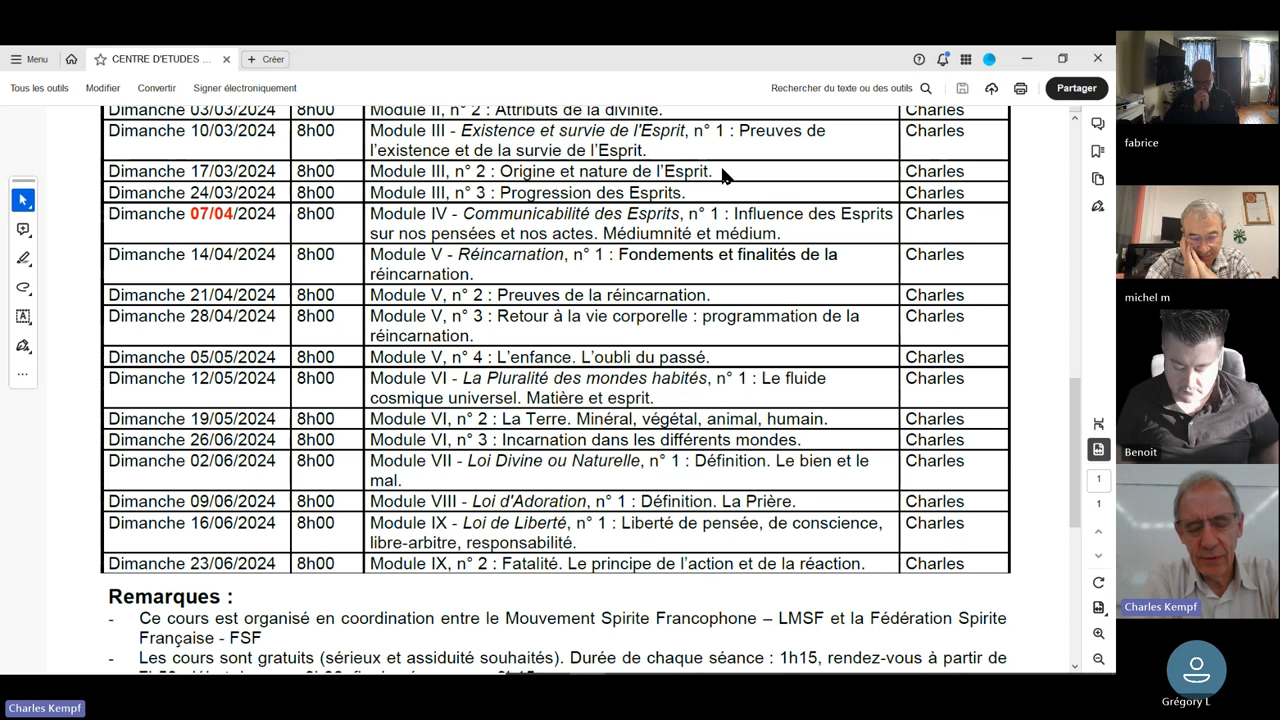 Menu
CENTRE D'ETUDES ...
Créer
Tous les outils Modifier Convertir Signer électroniquement
Rechercher du texte ou des outils
Partager
Dimanche 03/03/2024 8h00 Module II, n° 2 : Attributs de la divinité. Charles
Dimanche 10/03/2024 8h00 Module III - Existence et survie de l'Esprit, n° 1 : Preuves de Charles
l'existence et de la survie de l'Esprit.
Dimanche 17/03/2024 8h00 Module III, n° 2 : Origine et nature de l'Esprit. Charles
Dimanche 24/03/2024 8h00 Module III, n° 3 : Progression des Esprits. Charles
Dimanche 07/04/2024 8h00 Module IV - Communicabilité des Esprits, n° 1 : Influence des Esprits Charles
sur nos pensées et nos actes. Médiumnité et médium.
Dimanche 14/04/2024 8h00 Module V - Réincarnation, n° 1 : Fondements et finalités de la Charles
réincarnation.
Dimanche 21/04/2024 8h00 Module V, n° 2 : Preuves de la réincarnation. Charles
Dimanche 28/04/2024 8h00 Module V, n° 3 : Retour à la vie corporelle : programmation de la Charles
réincarnation.
Dimanche 05/05/2024 8h00 Module V, n° 4 : L'enfance. L'oubli du passé. Charles
Dimanche 12/05/2024 8h00 Module VI - La Pluralité des mondes habités, n° 1 : Le fluide Charles
cosmique universel. Matière et esprit.
Dimanche 19/05/2024 8h00 Module VI, n° 2 : La Terre. Minéral, végétal, animal, humain. Charles
Dimanche 26/06/2024 8h00 Module VI, n° 3 : Incarnation dans les différents mondes. Charles
Dimanche 02/06/2024 8h00 Module VII - Loi Divine ou Naturelle, n° 1 : Définition. Le bien et le Charles
mal.
Dimanche 09/06/2024 8h00 Module VIII - Loi d'Adoration, n° 1 : Définition. La Prière. Charles
Dimanche 16/06/2024 8h00 Module IX - Loi de Liberté, n° 1 : Liberté de pensée, de conscience, Charles
libre-arbitre, responsabilité.
Dimanche 23/06/2024 8h00 Module IX, n° 2 : Fatalité. Le principe de l'action et de la réaction. Charles
Remarques :
- Ce cours est organisé en coordination entre le Mouvement Spirite Francophone – LMSF et la Fédération Spirite
Française - FSF
- Les cours sont gratuits (sérieux et assiduité souhaités). Durée de chaque séance : 1h15, rendez-vous à partir de
1
1
fabrice
michel m
Benoit
Charles Kempf
Grégory L
Charles Kempf